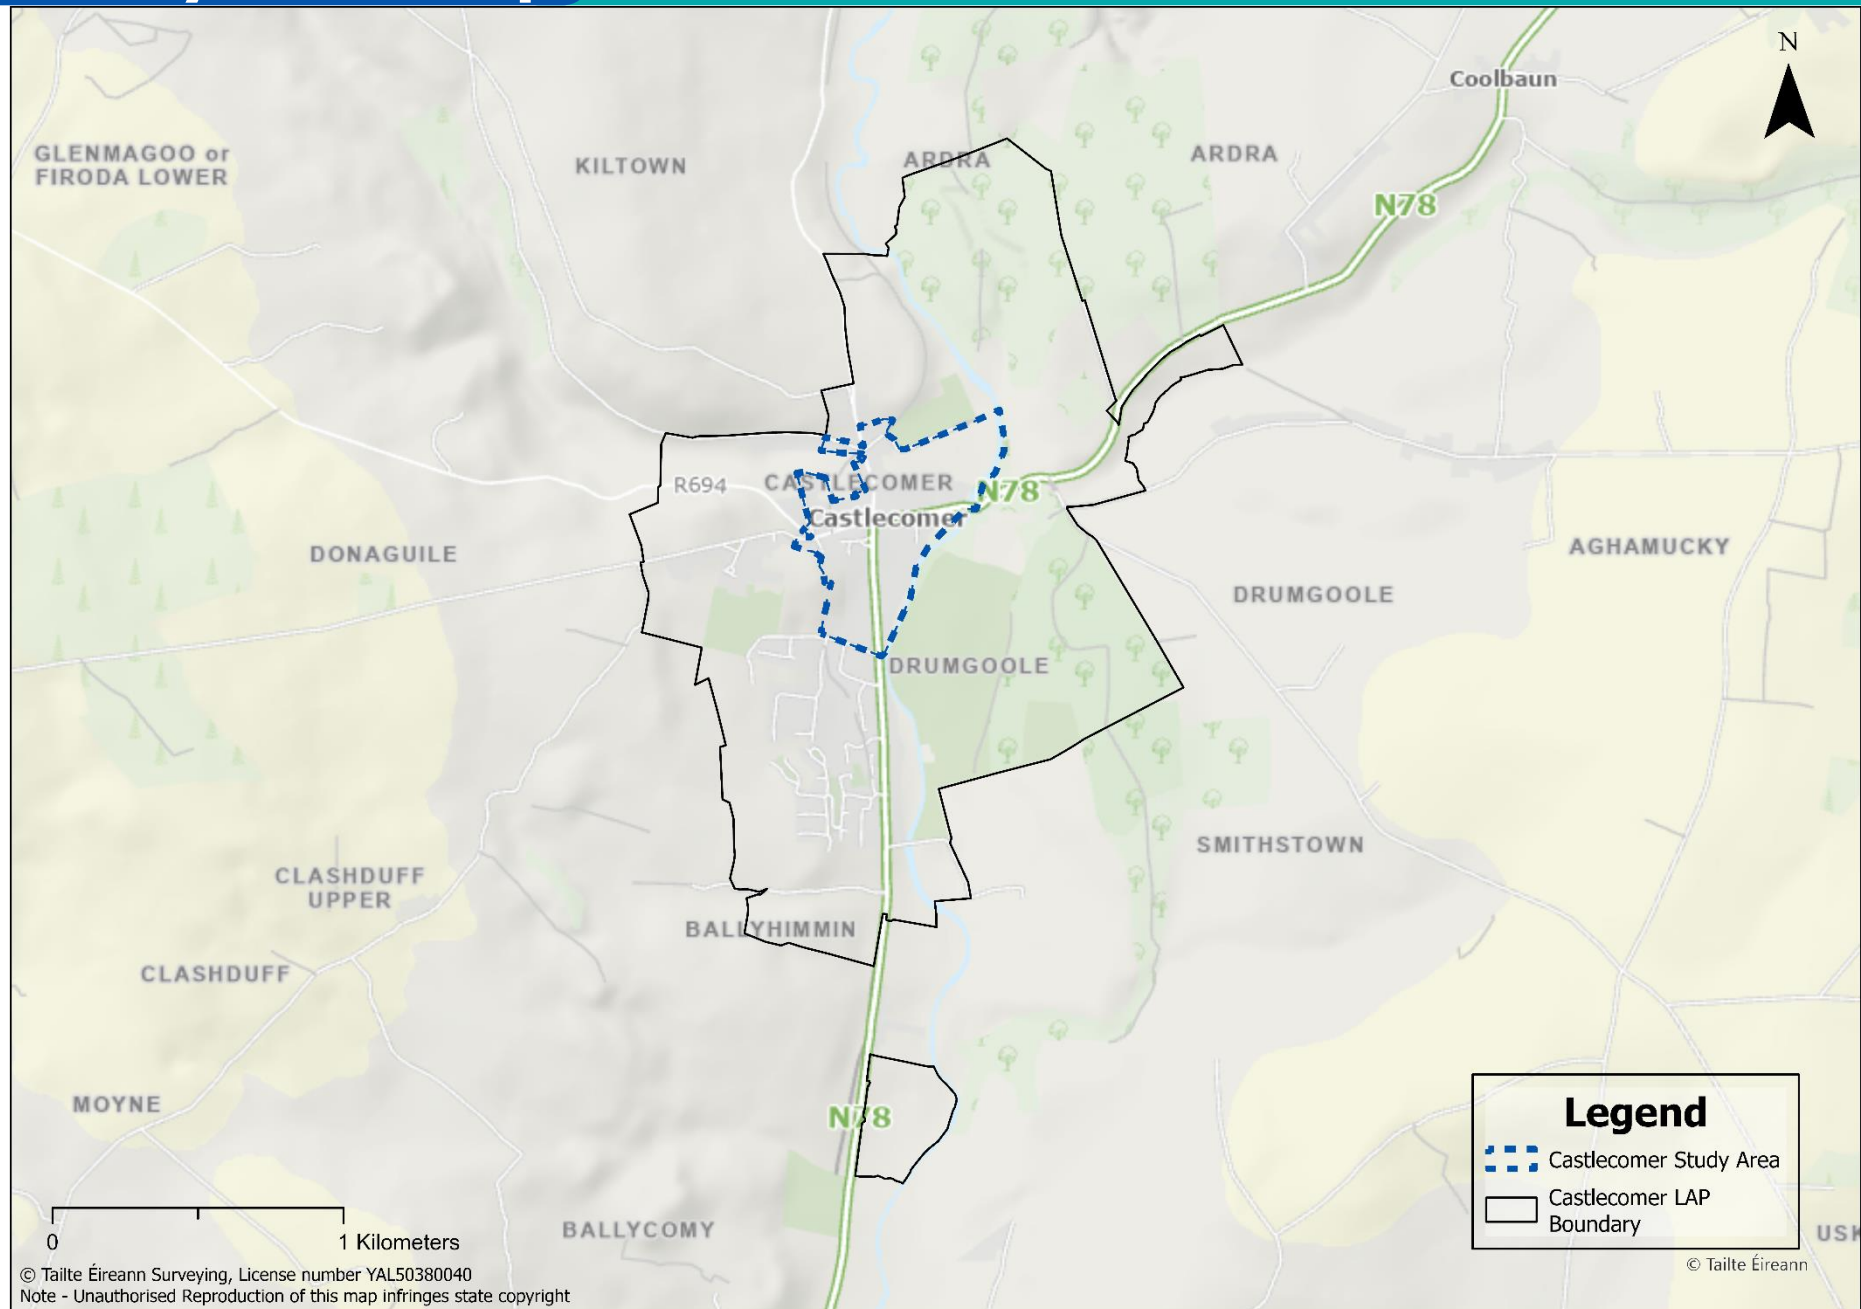 N
Coolbaun
GLENMAGOO or
FIRODA LOWER
KILTOWN
ARDRA
ARDRA
N78
R694
CASTLECOMER
N78
Castlecomer
DONAGUILE
AGHAMUCKY
DRUMGOOLE
DRUMGOOLE
SMITHSTOWN
CLASHDUFF
UPPER
BALLYHIMMIN
CLASHDUFF
MOYNE
N78
Legend
Castlecomer Study Area
Castlecomer LAP
Boundary
BALLYCOMY
USK
0
1 Kilometers
© Tailte Éireann
© Tailte Éireann Surveying, License number YAL50380040
Note - Unauthorised Reproduction of this map infringes state copyright